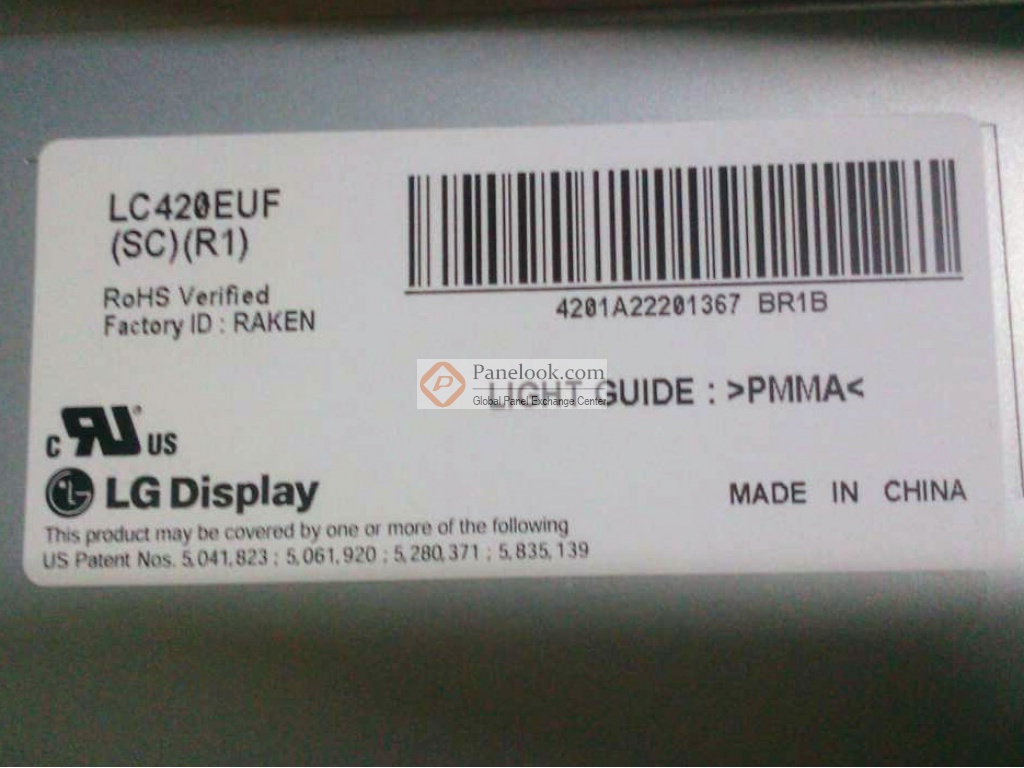 LC420EUF
(SC)(R1)
RoHS Verified
Factory ID : RAKEN
4201A22201367 BR1B
Panelook.com
Global Panel Exchange Center
LIGHT GUIDE : >PMMA<
c RU® US
LG Display
MADE IN CHINA
This product may be covered by one or more of the following
US Patent Nos. 5,041,823 ; 5,061,920 ; 5,280,371 ; 5,835,139